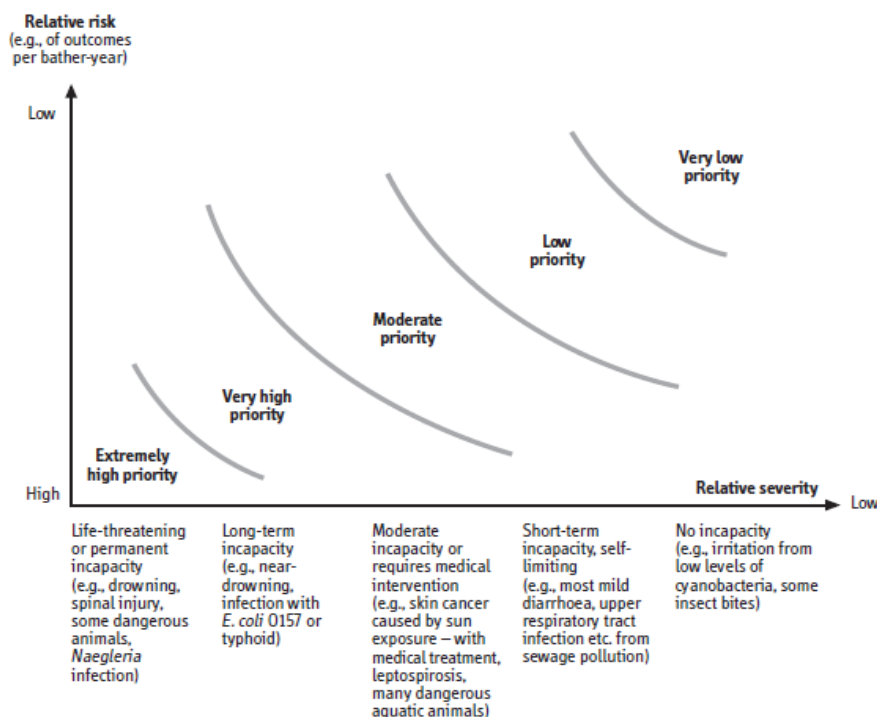 Relative risk
(e.g., of outcomes
per bather-year)
Low
Very low
priority
Low
priority
Moderate
priority
Very high
priority
Extremely
high priority
High
Relative severity
Low
Life-threatening
or permanent
incapacity
(e.g., drowning,
spinal injury,
some dangerous
animals,
Naegleria
infection)
Long-term
incapacity
(e.g., near-
drowning,
infection with
E. coli 0157 or
typhoid)
Moderate
incapacity or
requires medical
intervention
(e.g., skin cancer
caused by sun
exposure – with
medical treatment,
leptospirosis,
many dangerous
aquatic animals)
Short-term
incapacity, self-
limiting
(e.g., most mild
diarrhoea, upper
respiratory tract
infection etc. from
sewage pollution)
No incapacity
(e.g., irritation from
low levels of
cyanobacteria, some
insect bites)